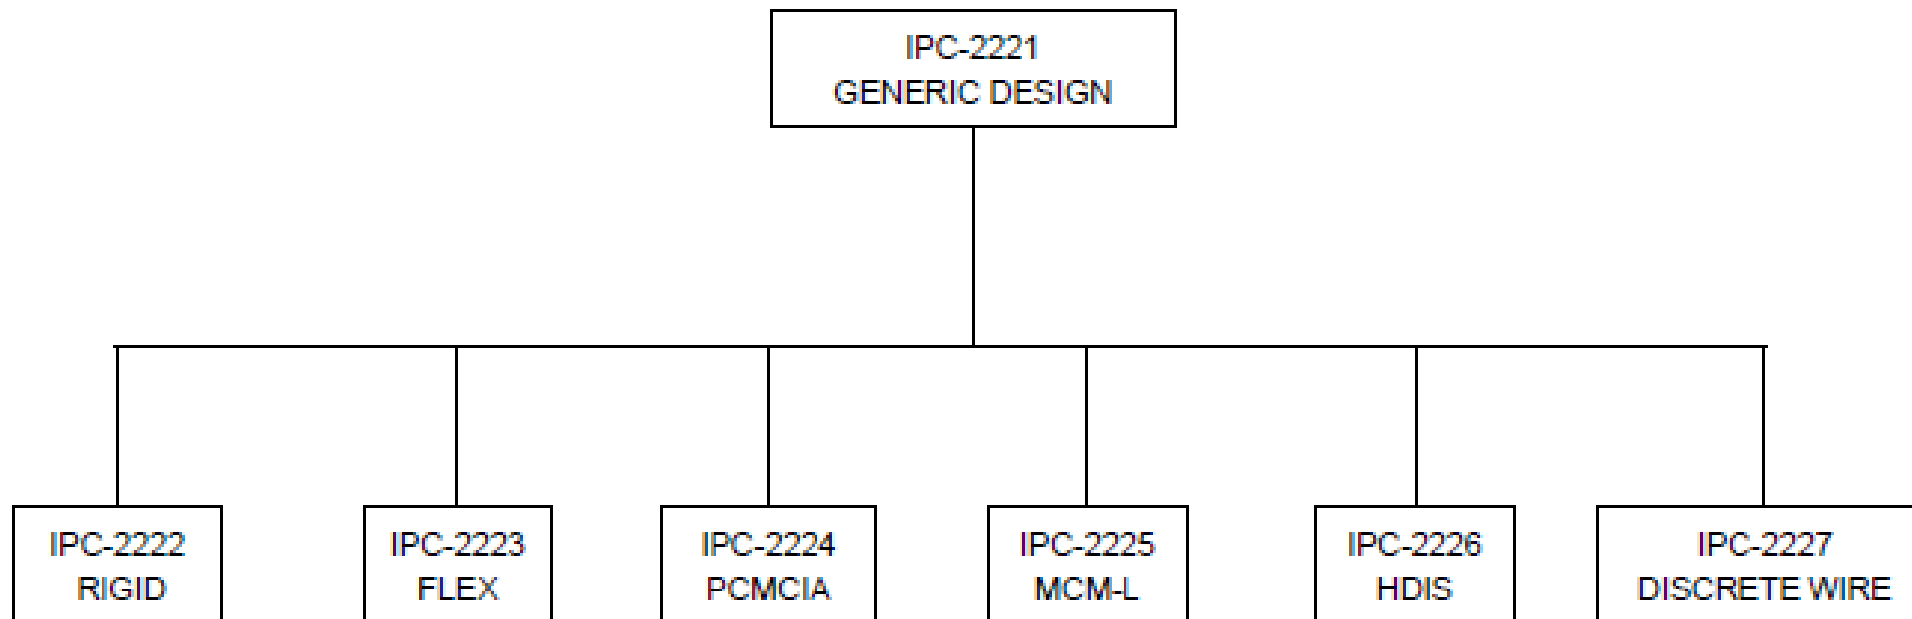 IPC-2221
GENERIC DESIGN
IPC-2222
RIGID
IPC-2223
FLEX
IPC-2224
PCMCIA
IPC-2225
MCM-L
IPC-2226
HDIS
IPC-2227
DISCRETE WIRE